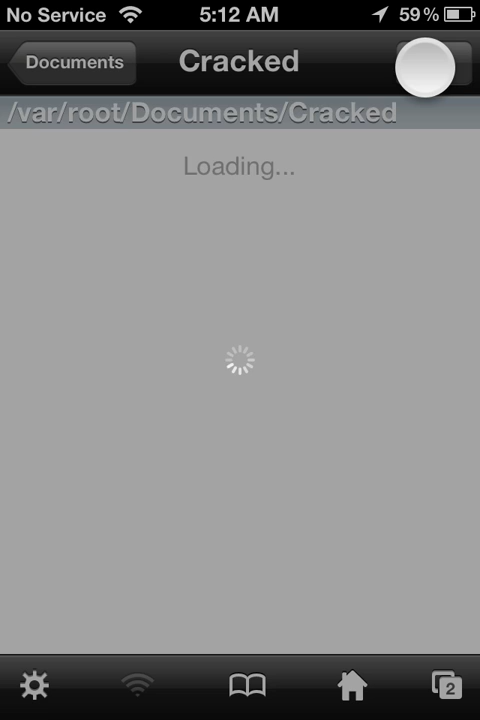 No Service 5:12 AM 59%
Documents Cracked
/var/root/Documents/Cracked
Loading...
2